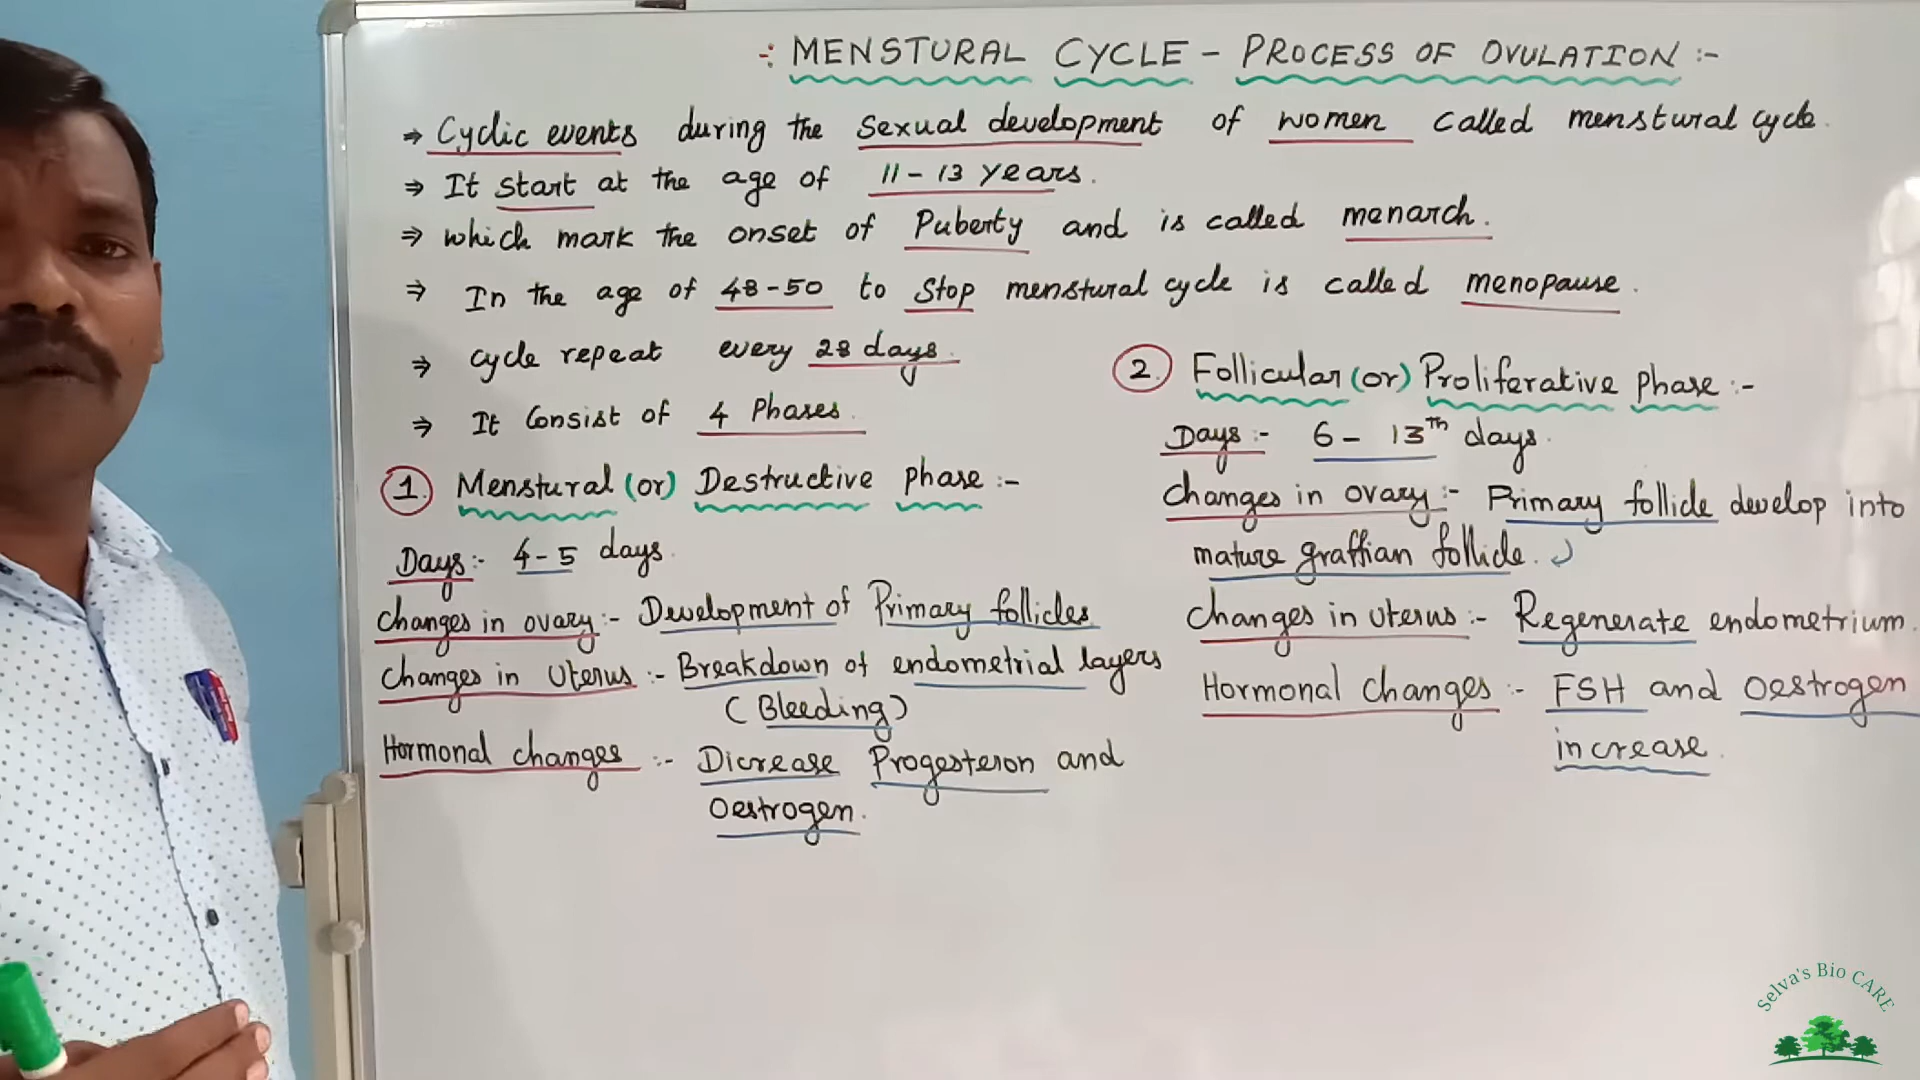 :- MENSTURAL CYCLE - PROCESS OF OVULATION :-
⇒ Cyclic events during the sexual development of women called menstural cycle.
⇒ It start at the age of 11-13 years.
⇒ which mark the onset of Puberty and is called menarch.
⇒ In the age of 48-50 to stop menstural cycle is called menopause.
⇒ cycle repeat every 28 days.
⇒ It consist of 4 Phases.
1. Menstural (or) Destructive phase :-
Days :- 4-5 days.
changes in ovary :- Development of Primary follicles.
changes in Uterus :- Breakdown of endometrial layers
(Bleeding)
Hormonal changes :- Dicrease Progesteron and
Oestrogen.
2. Follicular (or) Proliferative phase :-
Days :- 6 - 13th days.
changes in ovary :- Primary follicle develop into
mature graffian follicle.
changes in uterus :- Regenerate endometrium.
Hormonal changes :- FSH and Oestrogen
increase.
Selva's Bio CARE